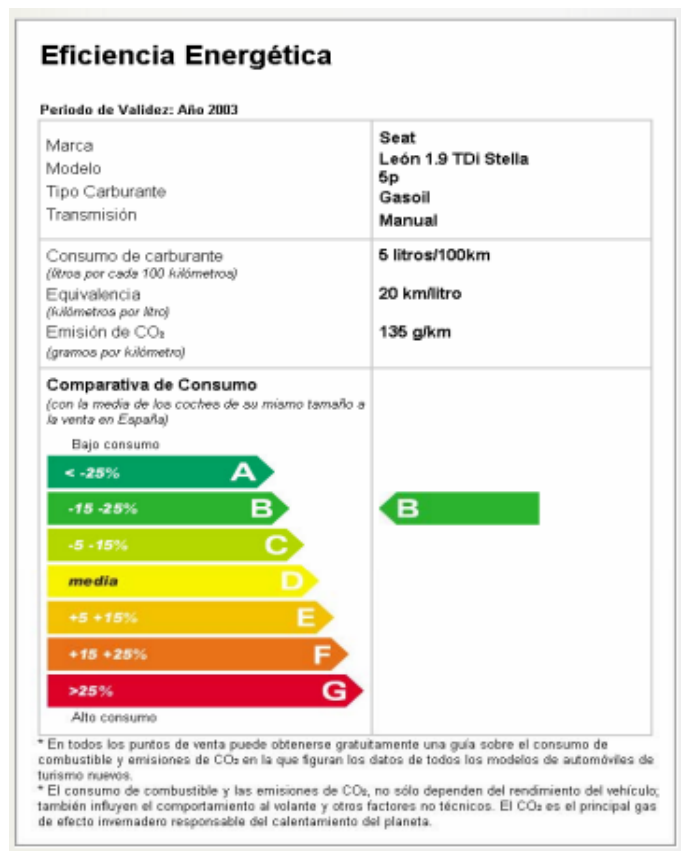 Eficiencia Energética
Periodo de Validez: Año 2003
Marca
Modelo
Tipo Carburante
Transmisión
Seat
León 1.9 TDi Stella
5p
Gasoil
Manual
Consumo de carburante
(litros por cada 100 kilómetros)
5 litros/100km
Equivalencia
(kilómetros por litro)
20 km/litro
Emisión de CO₂
(gramos por kilómetro)
135 g/km
Comparativa de Consumo
(con la media de los coches de su mismo tamaño a
la venta en España)
Bajo consumo
< -25% A
-15 -25% B
B
-5 -15% C
media D
+5 +15% E
+15 +25% F
>25% G
Alto consumo
* En todos los puntos de venta puede obtenerse gratuitamente una guía sobre el consumo de
combustible y emisiones de CO₂ en la que figuran los datos de todos los modelos de automóviles de
turismo nuevos.
* El consumo de combustible y las emisiones de CO₂, no sólo dependen del rendimiento del vehículo;
también influyen el comportamiento al volante y otros factores no técnicos. El CO₂ es el principal gas
de efecto invernadero responsable del calentamiento del planeta.